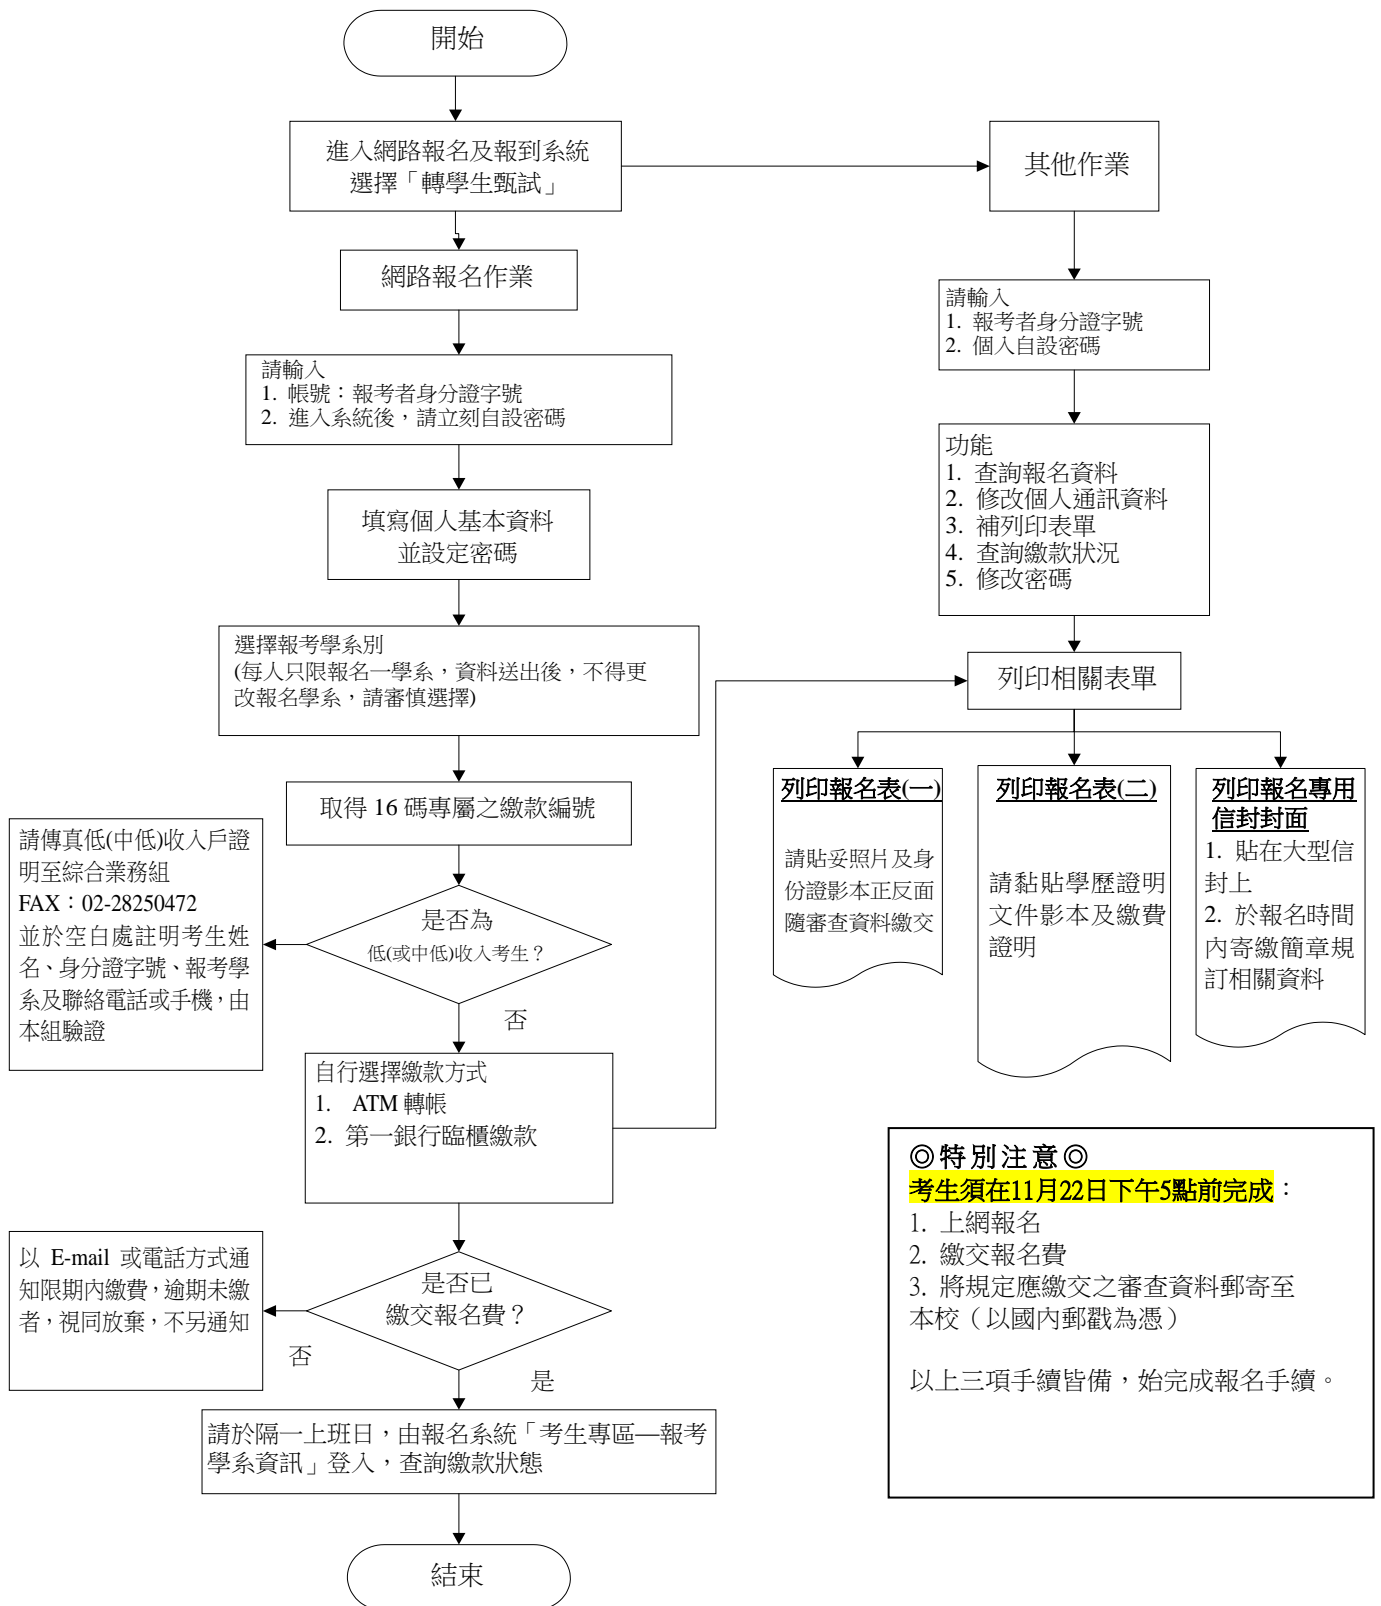 開始
進入網路報名及報到系統
選擇「轉學生甄試」
其他作業
網路報名作業
請輸入
1. 報考者身分證字號
2. 個入自設密碼
請輸入
1. 帳號：報考者身分證字號
2. 進入系統後，請立刻自設密碼
功能
1. 查詢報名資料
2. 修改個人通訊資料
3. 補列印表單
4. 查詢繳款狀況
5. 修改密碼
填寫個人基本資料
並設定密碼
選擇報考學系別
(每人只限報名一學系，資料送出後，不得更
改報名學系，請審慎選擇)
列印相關表單
取得 16 碼專屬之繳款編號
列印報名表(一)
請貼妥照片及身
份證影本正反面
隨審查資料繳交
列印報名表(二)
請黏貼學歷證明
文件影本及繳費
證明
列印報名專用
信封封面
1. 貼在大型信
封上
2. 於報名時間
內寄繳簡章規
訂相關資料
請傳真低(中低)收入戶證
明至綜合業務組
FAX：02-28250472
並於空白處註明考生姓
名、身分證字號、報考學
系及聯絡電話或手機，由
本組驗證
是否為
低(或中低)收入考生？
否
自行選擇繳款方式
1. ATM 轉帳
2. 第一銀行臨櫃繳款
◎特別注意◎
考生須在11月22日下午5點前完成：
1. 上網報名
2. 繳交報名費
3. 將規定應繳交之審查資料郵寄至
本校（以國內郵戳為憑）
以上三項手續皆備，始完成報名手續。
以 E-mail 或電話方式通
知限期內繳費，逾期未繳
者，視同放棄，不另通知
是否已
繳交報名費？
否
是
請於隔一上班日，由報名系統「考生專區—報考
學系資訊」登入，查詢繳款狀態
結束